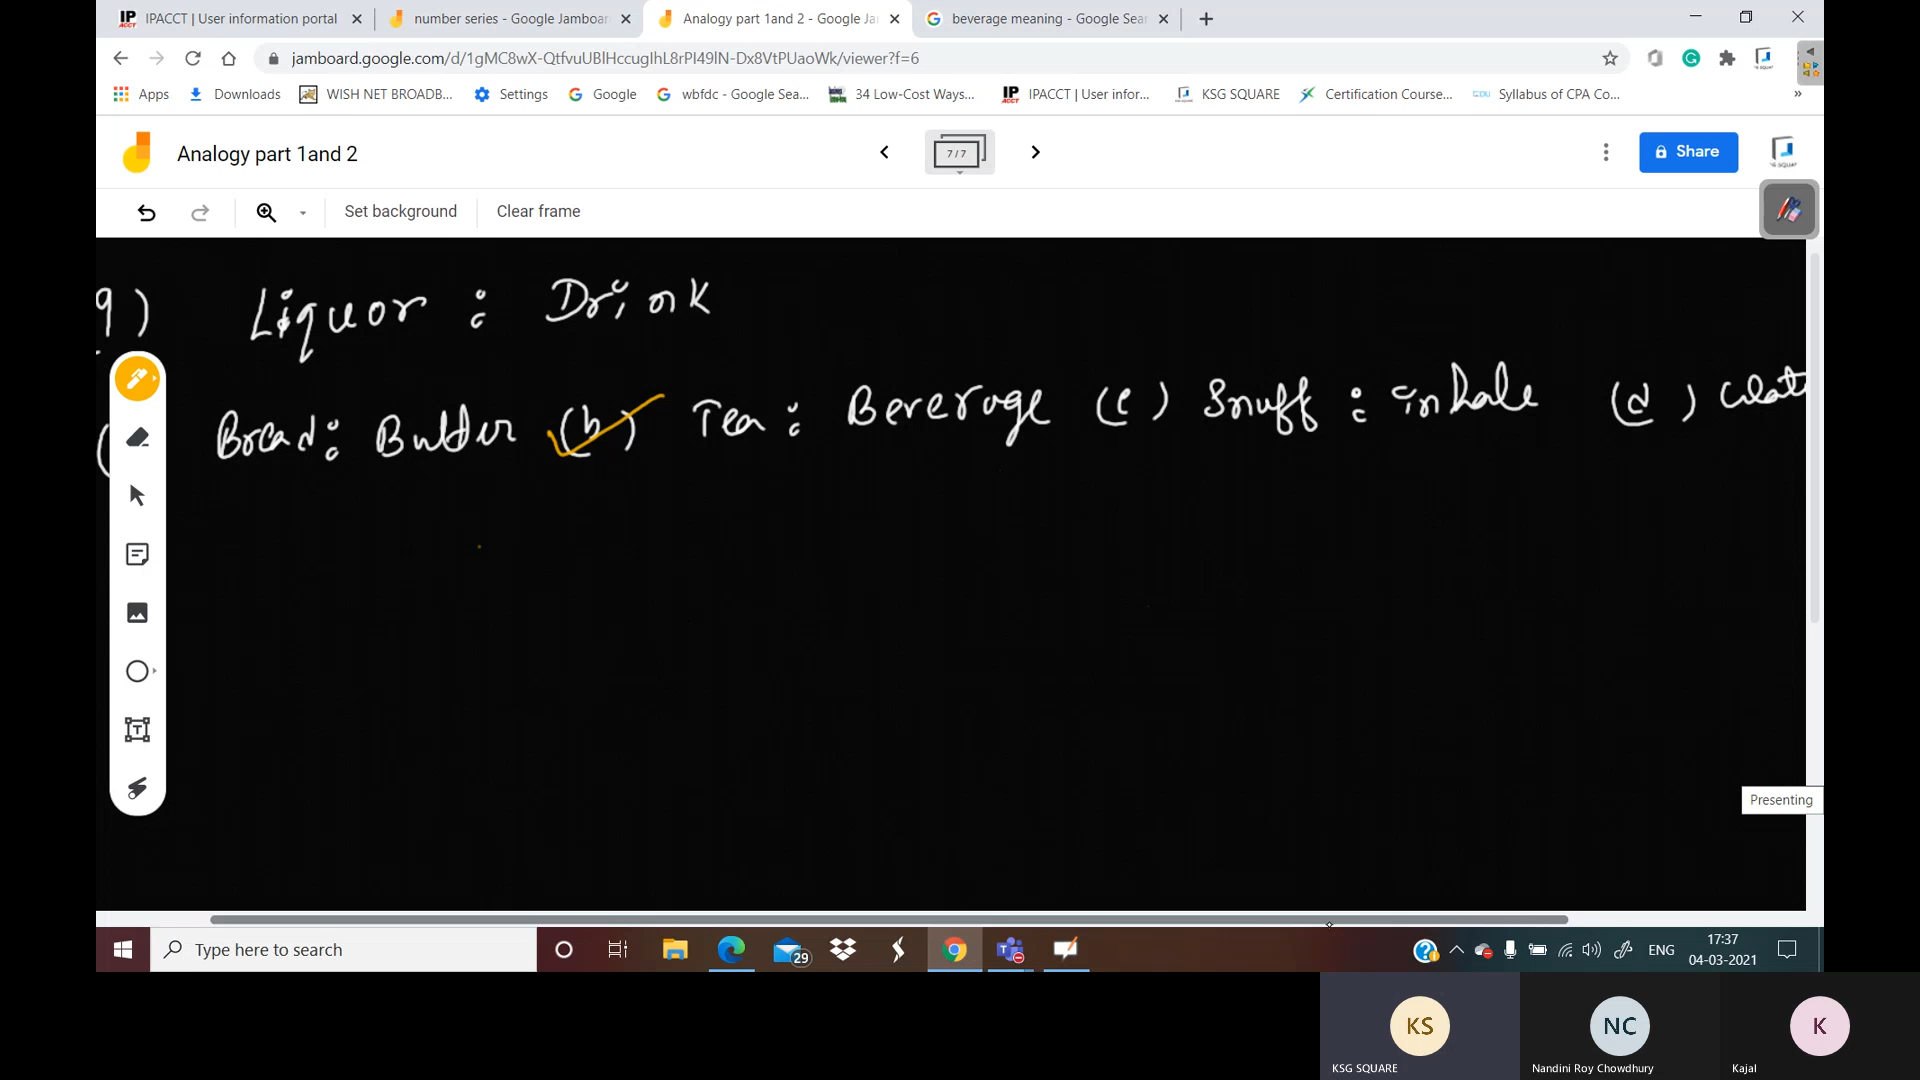 IPACCT | User information portal
number series - Google Jamboar
Analogy part 1and 2 - Google Ja
beverage meaning - Google Sea
jamboard.google.com/d/1gMC8wX-QtfvuUBlHccugIhL8rPI49lN-Dx8VtPUaoWk/viewer?f=6
Apps Downloads WISH NET BROADB... Settings Google wbfdc - Google Sea... 34 Low-Cost Ways... IPACCT | User infor... KSG SQUARE Certification Course... Syllabus of CPA Co... »
Analogy part 1and 2
7 / 7
Share
Set background Clear frame
9) Liquor : Drink
Bread : Butter (b) Tea : Beverage (c) Snuff : inhale (d)
Presenting
Type here to search
29
ENG
17:37
04-03-2021
KS NC K
KSG SQUARE Nandini Roy Chowdhury Kajal